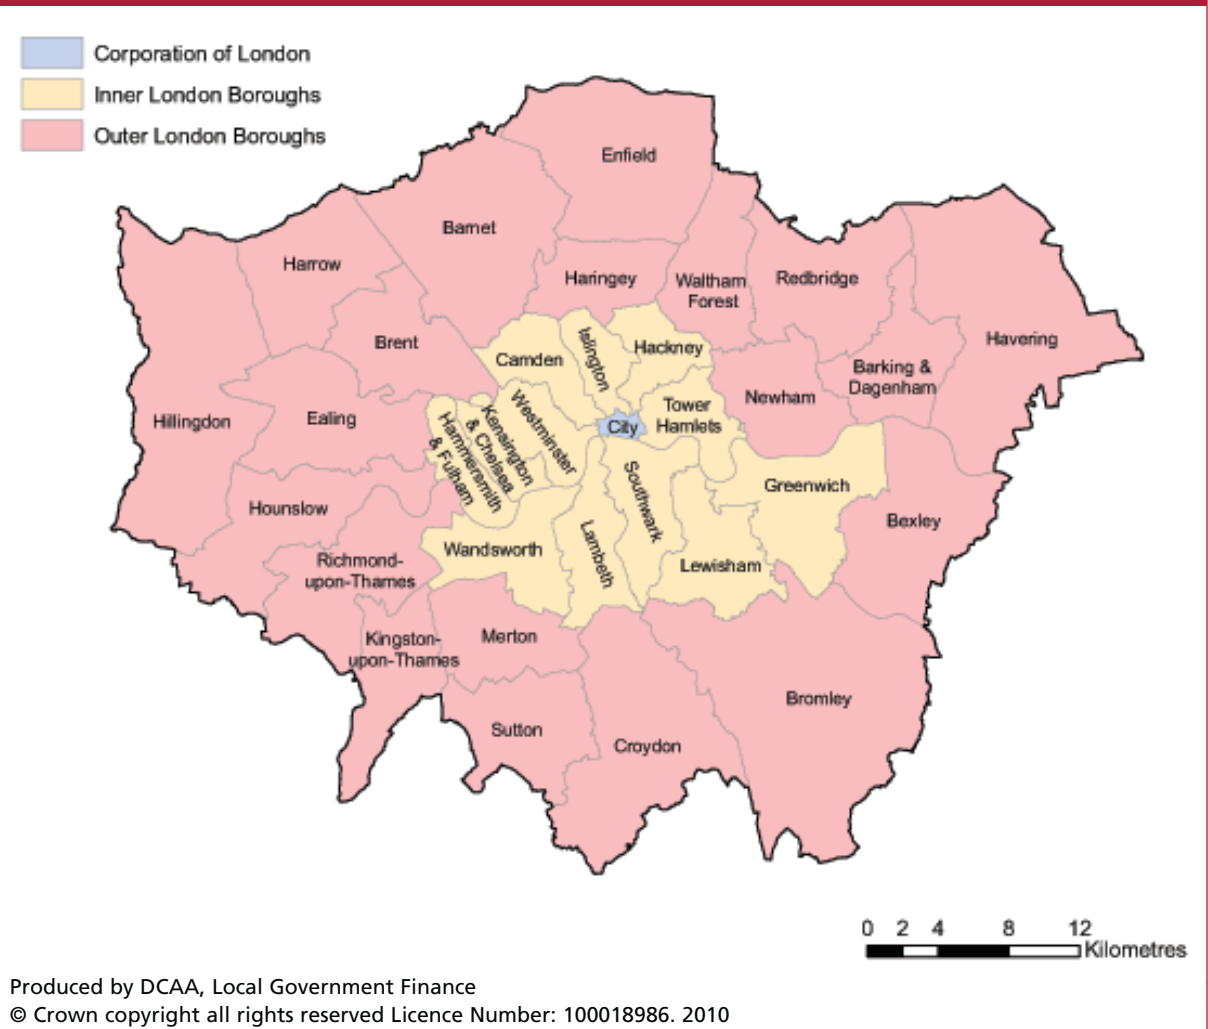 Corporation of London
Inner London Boroughs
Outer London Boroughs
Enfield
Barnet
Harrow
Haringey
Waltham
Forest
Redbridge
Havering
Brent
Camden
Islington
Hackney
Barking &
Dagenham
Newham
Hillingdon
Ealing
Hammersmith
& Fulham
Kensington
& Chelsea
Westminster
City
Tower
Hamlets
Southwark
Greenwich
Hounslow
Bexley
Richmond-
upon-Thames
Wandsworth
Lambeth
Lewisham
Kingston-
upon-Thames
Merton
Bromley
Sutton
Croydon
0 2 4 8 12
Kilometres
Produced by DCAA, Local Government Finance
© Crown copyright all rights reserved Licence Number: 100018986. 2010